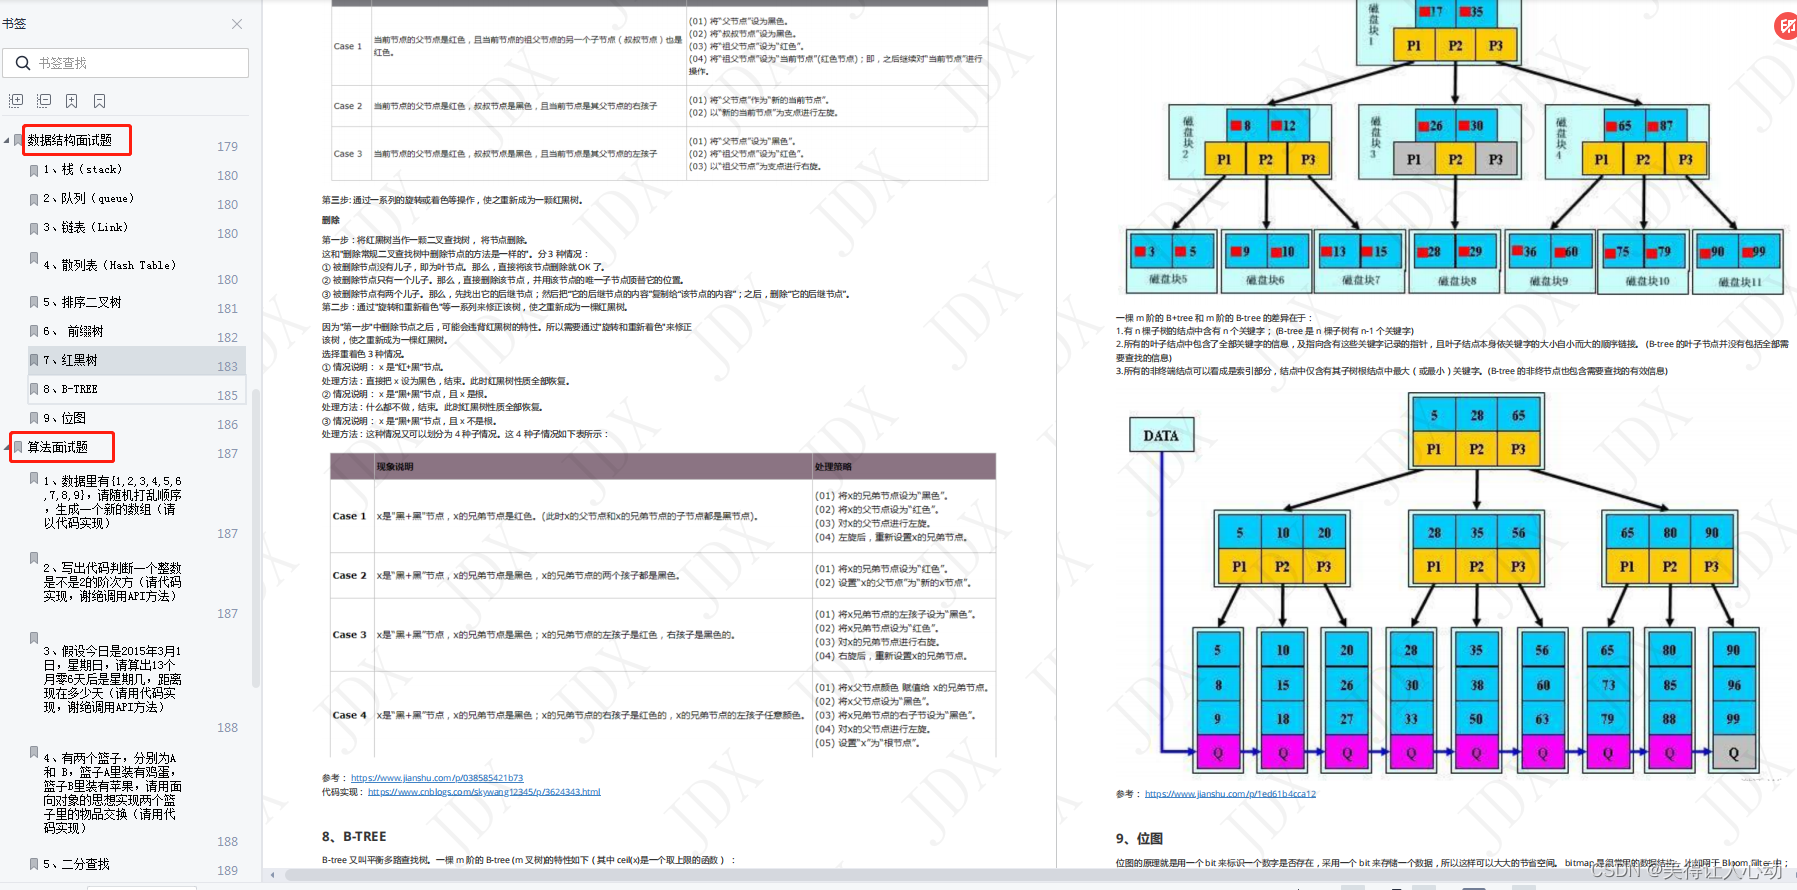 书签
书签查找
数据结构面试题 179
1、栈（stack） 180
2、队列（queue） 180
3、链表（Link） 180
4、散列表（Hash Table） 180
5、排序二叉树 181
6、 前缀树 182
7、红黑树 183
8、B-TREE 185
9、位图 186
算法面试题 187
1、数据里有{1,2,3,4,5,6
,7,8,9}，请随机打乱顺序
，生成一个新的数组（请
以代码实现） 187
2、写出代码判断一个整数
是不是2的阶次方（请代码
实现，谢绝调用API方法） 187
3、假设今日是2015年3月1
日，星期日，请算出13个
月零6天后是星期几，距离
现在多少天（请用代码实
现，谢绝调用API方法） 188
4、有两个篮子，分别为A
和 B，篮子A里装有鸡蛋，
篮子B里装有苹果，请用面
向对象的思想实现两个篮
子里的物品交换（请用代
码实现） 188
5、二分查找 189
Case 1
当前节点的父节点是红色，且当前节点的祖父节点的另一个子节点（叔叔节点）也是
红色。
(01) 将“父节点”设为黑色。
(02) 将“叔叔节点”设为黑色。
(03) 将“祖父节点”设为“红色”。
(04) 将“祖父节点”设为“当前节点”(红色节点)；即，之后继续对“当前节点”进行
操作。
Case 2
当前节点的父节点是红色，叔叔节点是黑色，且当前节点是其父节点的右孩子
(01) 将“父节点”作为“新的当前节点”。
(02) 以“新的当前节点”为支点进行左旋。
Case 3
当前节点的父节点是红色，叔叔节点是黑色，且当前节点是其父节点的左孩子
(01) 将“父节点”设为“黑色”。
(02) 将“祖父节点”设为“红色”。
(03) 以“祖父节点”为支点进行右旋。
第三步: 通过一系列的旋转或着色等操作，使之重新成为一颗红黑树。
删除
第一步：将红黑树当作一颗二叉查找树，将节点删除。
这和"删除常规二叉查找树中删除节点的方法是一样的"。分 3 种情况：
① 被删除节点没有儿子，即为叶节点。那么，直接将该节点删除就 OK 了。
② 被删除节点只有一个儿子。那么，直接删除该节点，并用该节点的唯一子节点顶替它的位置。
③ 被删除节点有两个儿子。那么，先找出它的后继节点；然后把“它的后继节点的内容”复制给“该节点的内容”；之后，删除“它的后继节点”。
第二步：通过"旋转和重新着色"等一系列来修正该树，使之重新成为一棵红黑树。
因为"第一步"中删除节点之后，可能会违背红黑树的特性。所以需要通过"旋转和重新着色"来修正
该树，使之重新成为一棵红黑树。
选择重着色 3 种情况。
① 情况说明： x 是“红+黑”节点。
处理方法：直接把 x 设为黑色，结束。此时红黑树性质全部恢复。
② 情况说明： x 是“黑+黑”节点，且 x 是根。
处理方法：什么都不做，结束。此时红黑树性质全部恢复。
③ 情况说明： x 是“黑+黑”节点，且 x 不是根。
处理方法：这种情况又可以划分为 4 种子情况。这 4 种子情况如下表所示：
现象说明 处理策略
Case 1
x是“黑+黑”节点，x的兄弟节点是红色。(此时x的父节点和x的兄弟节点的子节点都是黑节点)。
(01) 将x的兄弟节点设为“黑色”。
(02) 将x的父节点设为“红色”。
(03) 对x的父节点进行左旋。
(04) 左旋后，重新设置x的兄弟节点。
Case 2
x是“黑+黑”节点，x的兄弟节点是黑色，x的兄弟节点的两个孩子都是黑色。
(01) 将x的兄弟节点设为“红色”。
(02) 设置“x的父节点”为“新的x节点”。
Case 3
x是“黑+黑”节点，x的兄弟节点是黑色；x的兄弟节点的左孩子是红色，右孩子是黑色的。
(01) 将x兄弟节点的左孩子设为“黑色”。
(02) 将x兄弟节点设为“红色”。
(03) 对x的兄弟节点进行右旋。
(04) 右旋后，重新设置x的兄弟节点。
Case 4
x是“黑+黑”节点，x的兄弟节点是黑色；x的兄弟节点的右孩子是红色的，x的兄弟节点的左孩子任意颜色。
(01) 将x父节点颜色 赋值给 x的兄弟节点。
(02) 将x父节点设为“黑色”。
(03) 将x兄弟节点的右子节设为“黑色”。
(04) 对x的父节点进行左旋。
(05) 设置“x”为“根节点”。
参考： https://www.jianshu.com/p/038585421b73
代码实现： https://www.cnblogs.com/skywang12345/p/3624343.html
8、B-TREE
B-tree 又叫平衡多路查找树。一棵 m 阶的 B-tree (m 叉树)的特性如下（其中 ceil(x)是一个取上限的函数）：
磁盘块1
17 35
P1 P2 P3
磁盘块2
8 12
P1 P2 P3
磁盘块3
26 30
P1 P2 P3
磁盘块4
65 87
P1 P2 P3
3 5
磁盘块5
9 10
磁盘块6
13 15
磁盘块7
28 29
磁盘块8
36 60
磁盘块9
75 79
磁盘块10
90 99
磁盘块11
一棵 m 阶的 B+tree 和 m 阶的 B-tree 的差异在于：
1.有 n 棵子树的结点中含有 n 个关键字； (B-tree 是 n 棵子树有 n-1 个关键字)
2.所有的叶子结点中包含了全部关键字的信息，及指向含有这些关键字记录的指针，且叶子结点本身依关键字的大小自小而大的顺序链接。 (B-tree 的叶子节点并没有包括全部需
要查找的信息)
3.所有的非终端结点可以看成是索引部分，结点中仅含有其子树根结点中最大（或最小）关键字。(B-tree 的非终节点也包含需要查找的有效信息)
DATA
5 28 65
P1 P2 P3
5 10 20
P1 P2 P3
28 35 56
P1 P2 P3
65 80 90
P1 P2 P3
5 10 20 28 35 56 65 80 90
8 15 26 30 38 60 73 85 96
9 18 27 33 50 63 79 88 99
Q Q Q Q Q Q Q Q Q
参考： https://www.jianshu.com/p/1ed61b4cca12
9、位图
位图的原理就是用一个 bit 来标识一个数字是否存在，采用一个 bit 来存储一个数据，所以这样可以大大的节省空间。 bitmap 是很常用的数据结构，比如用于 Bloom Filter 中；
CSDN @美得让人心动
JDX